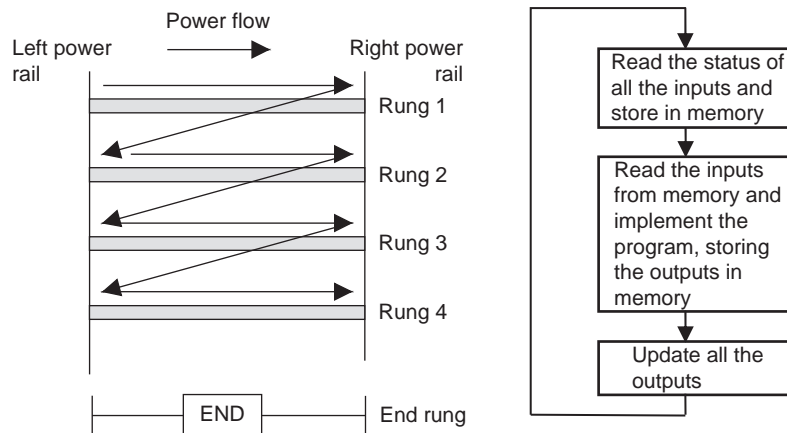 Power flow
Left power
rail
Right power
rail
Rung 1
Rung 2
Rung 3
Rung 4
END
End rung
Read the status of
all the inputs and
store in memory
Read the inputs
from memory and
implement the
program, storing
the outputs in
memory
Update all the
outputs